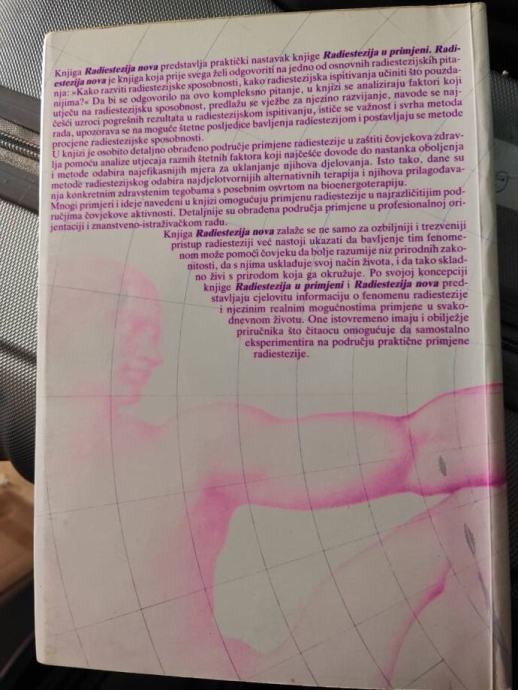 Knjiga Radiestezija nova predstavlja praktički nastavak knjige Radiestezija u primjeni. Radi-
estezija nova je knjiga koja prije svega želi odgovoriti na jedno od osnovnih radiestezijskih pita-
nja: »Kako razviti radiestezijske sposobnosti, kako radiestezijska ispitivanja učiniti što pouzda-
nijima?« Da bi se odgovorilo na ovo kompleksno pitanje, u knjizi se analiziraju faktori koji
utječu na radiestezijsku sposobnost, predlažu se vježbe za njezino razvijanje, navode se naj-
češći uzroci pogrešnih rezultata u radiestezijskom ispitivanju, ističe se važnost i svrha metoda
rada, upozorava se na moguće štetne posljedice bavljenja radiestezijom i postavljaju se metode
procjene radiestezijske sposobnosti.
U knjizi je osobito detaljno obrađeno područje primjene radiestezije u zaštiti čovjekova zdrav-
lja pomoću analize utjecaja raznih štetnih faktora koji najčešće dovode do nastanka oboljenja
i metode odabira najefikasnijih mjera za uklanjanje njihova djelovanja. Isto tako, dane su
metode radiestezijskog odabira najdjelotvornijih alternativnih terapija i njihova prilagođava-
nja konkretnim zdravstvenim tegobama s posebnim osvrtom na bioenergoterapiju.
Mnogi primjeri i ideje navedeni u knjizi omogućuju primjenu radiestezije u najrazličitijim pod-
ručjima čovjekove aktivnosti. Detaljnije su obrađena područja primjene u profesionalnoj ori-
jentaciji i znanstveno-istraživačkom radu.
Knjiga Radiestezija nova zalaže se ne samo za ozbiljniji i trezveniji
pristup radiesteziji već nastoji ukazati da bavljenje tim fenome-
nom može pomoći čovjeku da bolje razumije niz prirodnih zako-
nitosti, da s njima usklađuje svoj način života, i da tako sklad-
no živi s prirodom koja ga okružuje. Po svojoj koncepciji
knjige Radiestezija u primjeni i Radiestezija nova pred-
stavljaju cjelovitu informaciju o fenomenu radiestezije
i njezinim realnim mogućnostima primjene u svako-
dnevnom životu. One istovremeno imaju i obilježje
priručnika što čitaocu omogućuje da samostalno
eksperimentira na području praktične primjene
radiestezije.